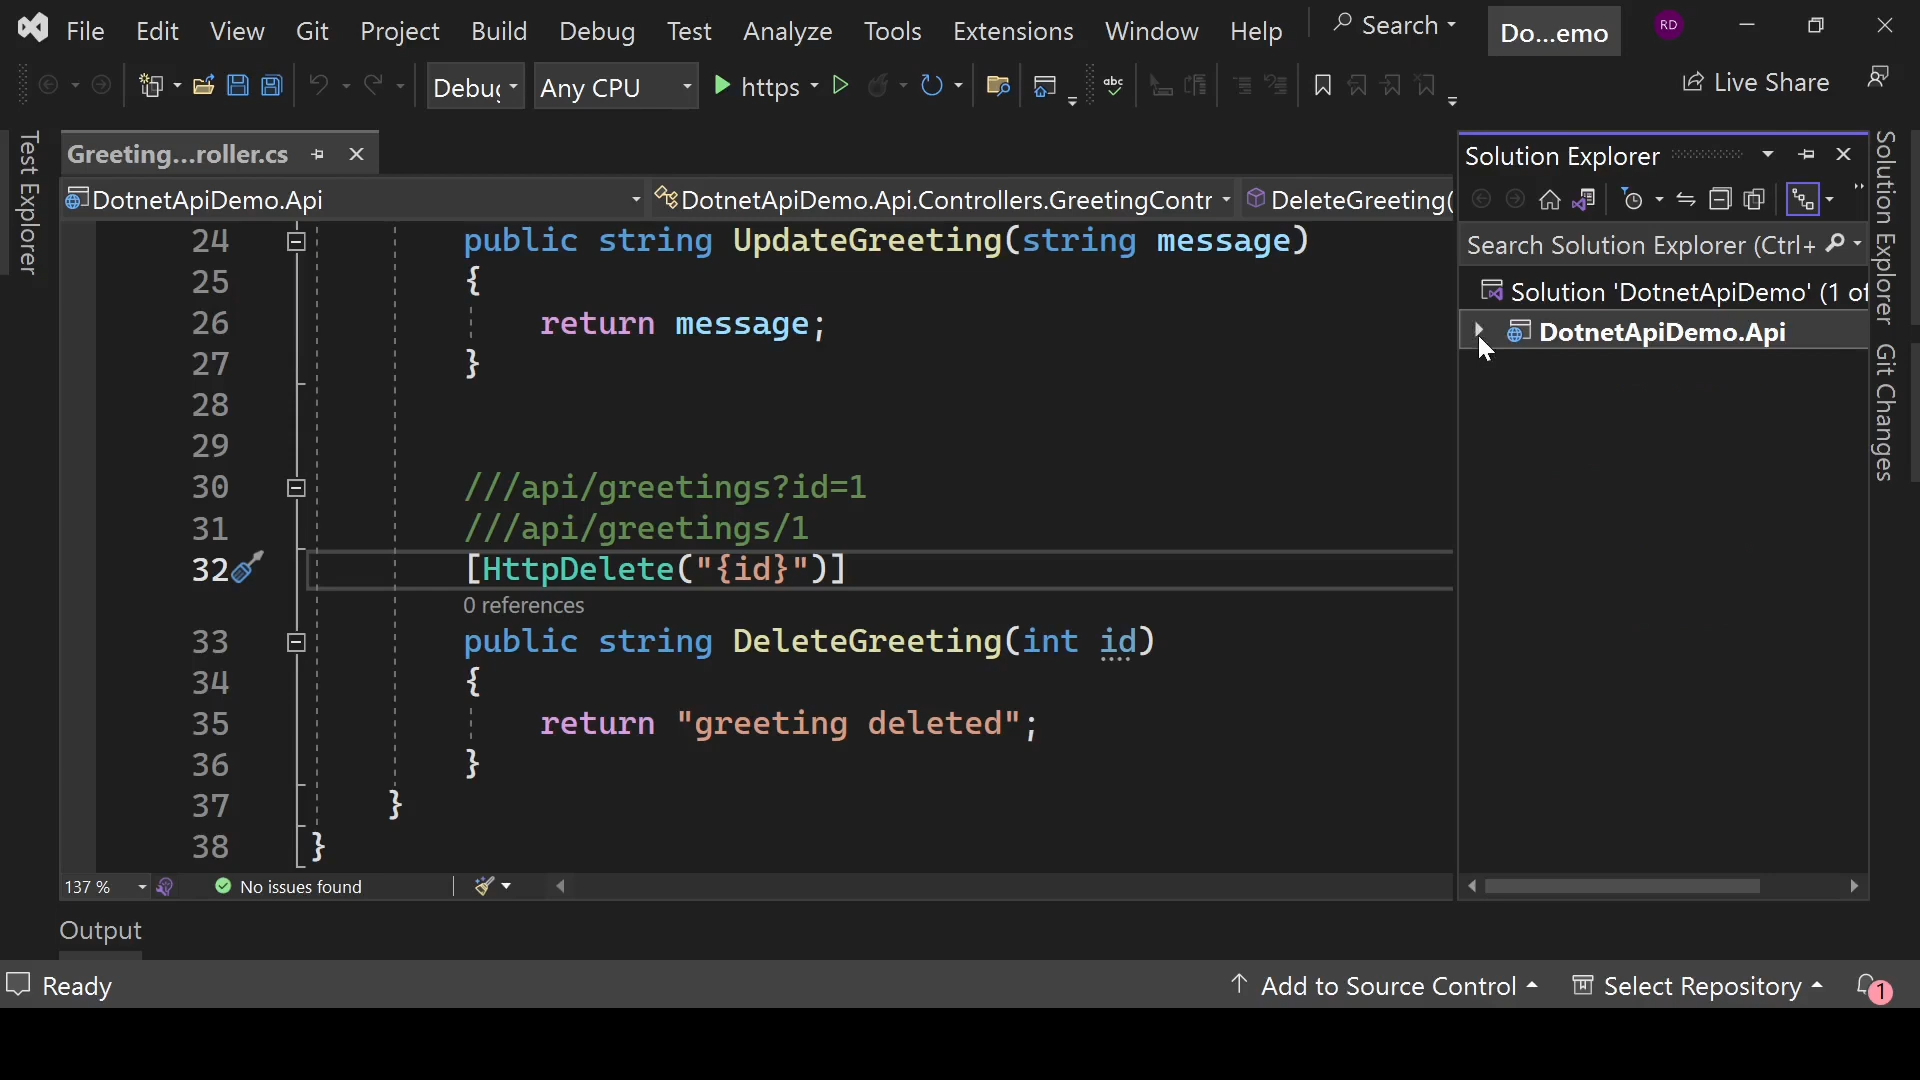 File Edit View Git Project Build Debug Test Analyze Tools Extensions Window Help Search Do...emo RD
Debug Any CPU https abc Live Share
Test Explorer
Greeting...roller.cs
DotnetApiDemo.Api DotnetApiDemo.Api.Controllers.GreetingContr DeleteGreeting(
24 public string UpdateGreeting(string message)
25 {
26 return message;
27 }
28
29
30 ///api/greetings?id=1
31 ///api/greetings/1
32 [HttpDelete("{id}")]
0 references
33 public string DeleteGreeting(int id)
34 {
35 return "greeting deleted";
36 }
37 }
38 }
137 % No issues found
Solution Explorer
Search Solution Explorer (Ctrl+
Solution 'DotnetApiDemo' (1 of
DotnetApiDemo.Api
Solution Explorer
Git Changes
Output
Ready Add to Source Control Select Repository 1